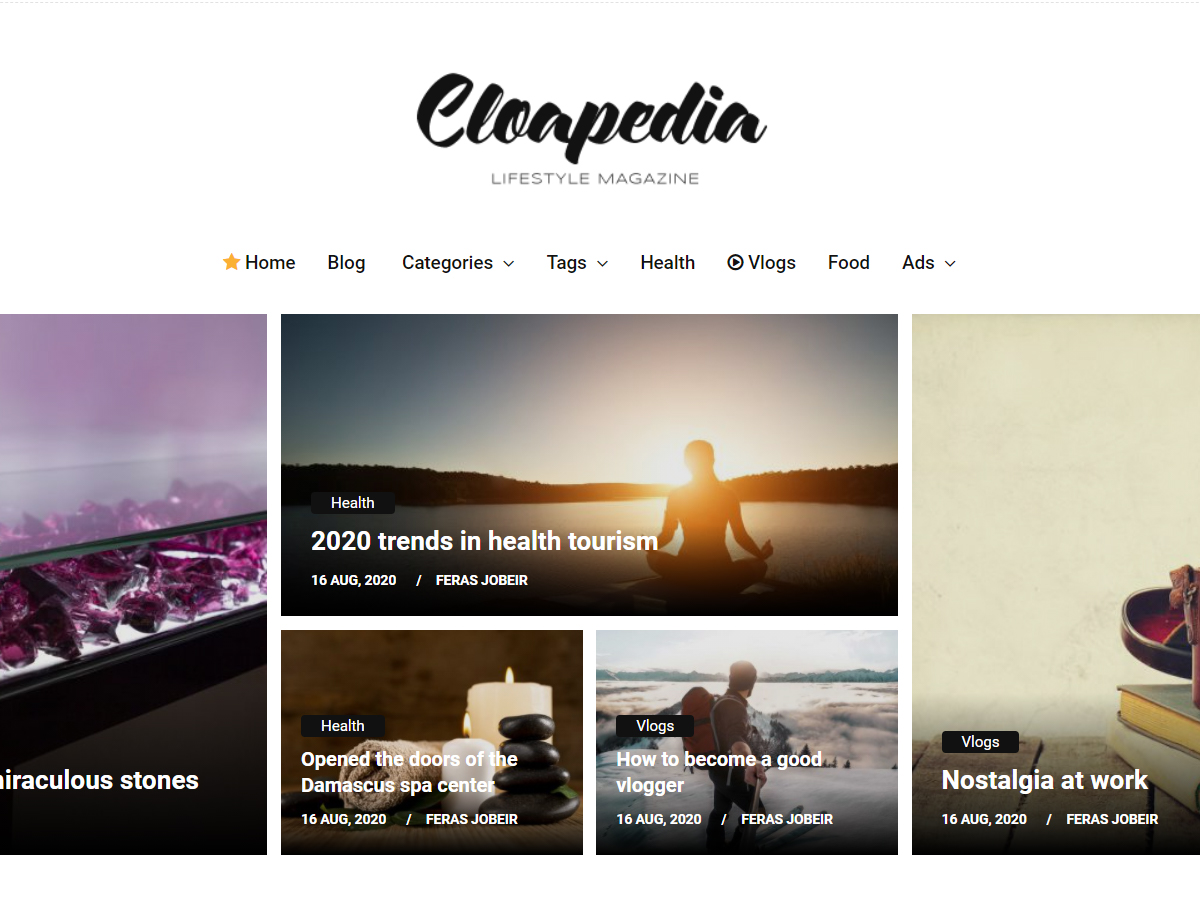 Cloapedia
LIFESTYLE MAGAZINE
Home Blog Categories Tags Health Vlogs Food Ads
stones
Health
2020 trends in health tourism
16 AUG, 2020 / FERAS JOBEIR
Health
Opened the doors of the
Damascus spa center
16 AUG, 2020 / FERAS JOBEIR
Vlogs
How to become a good
vlogger
16 AUG, 2020 / FERAS JOBEIR
Vlogs
Nostalgia at work
16 AUG, 2020 / FERAS JOBEIR